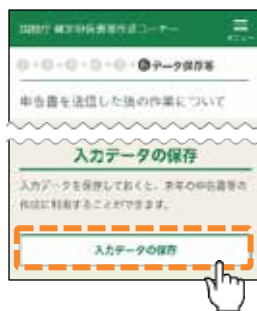 国税庁 確定申告書等作成コーナー
メニュー
6 データ保存等
申告書を送信した後の作業について
入力データの保存
入力データを保存しておくと、来年の申告書等の
作成に利用することができます。
入力データの保存